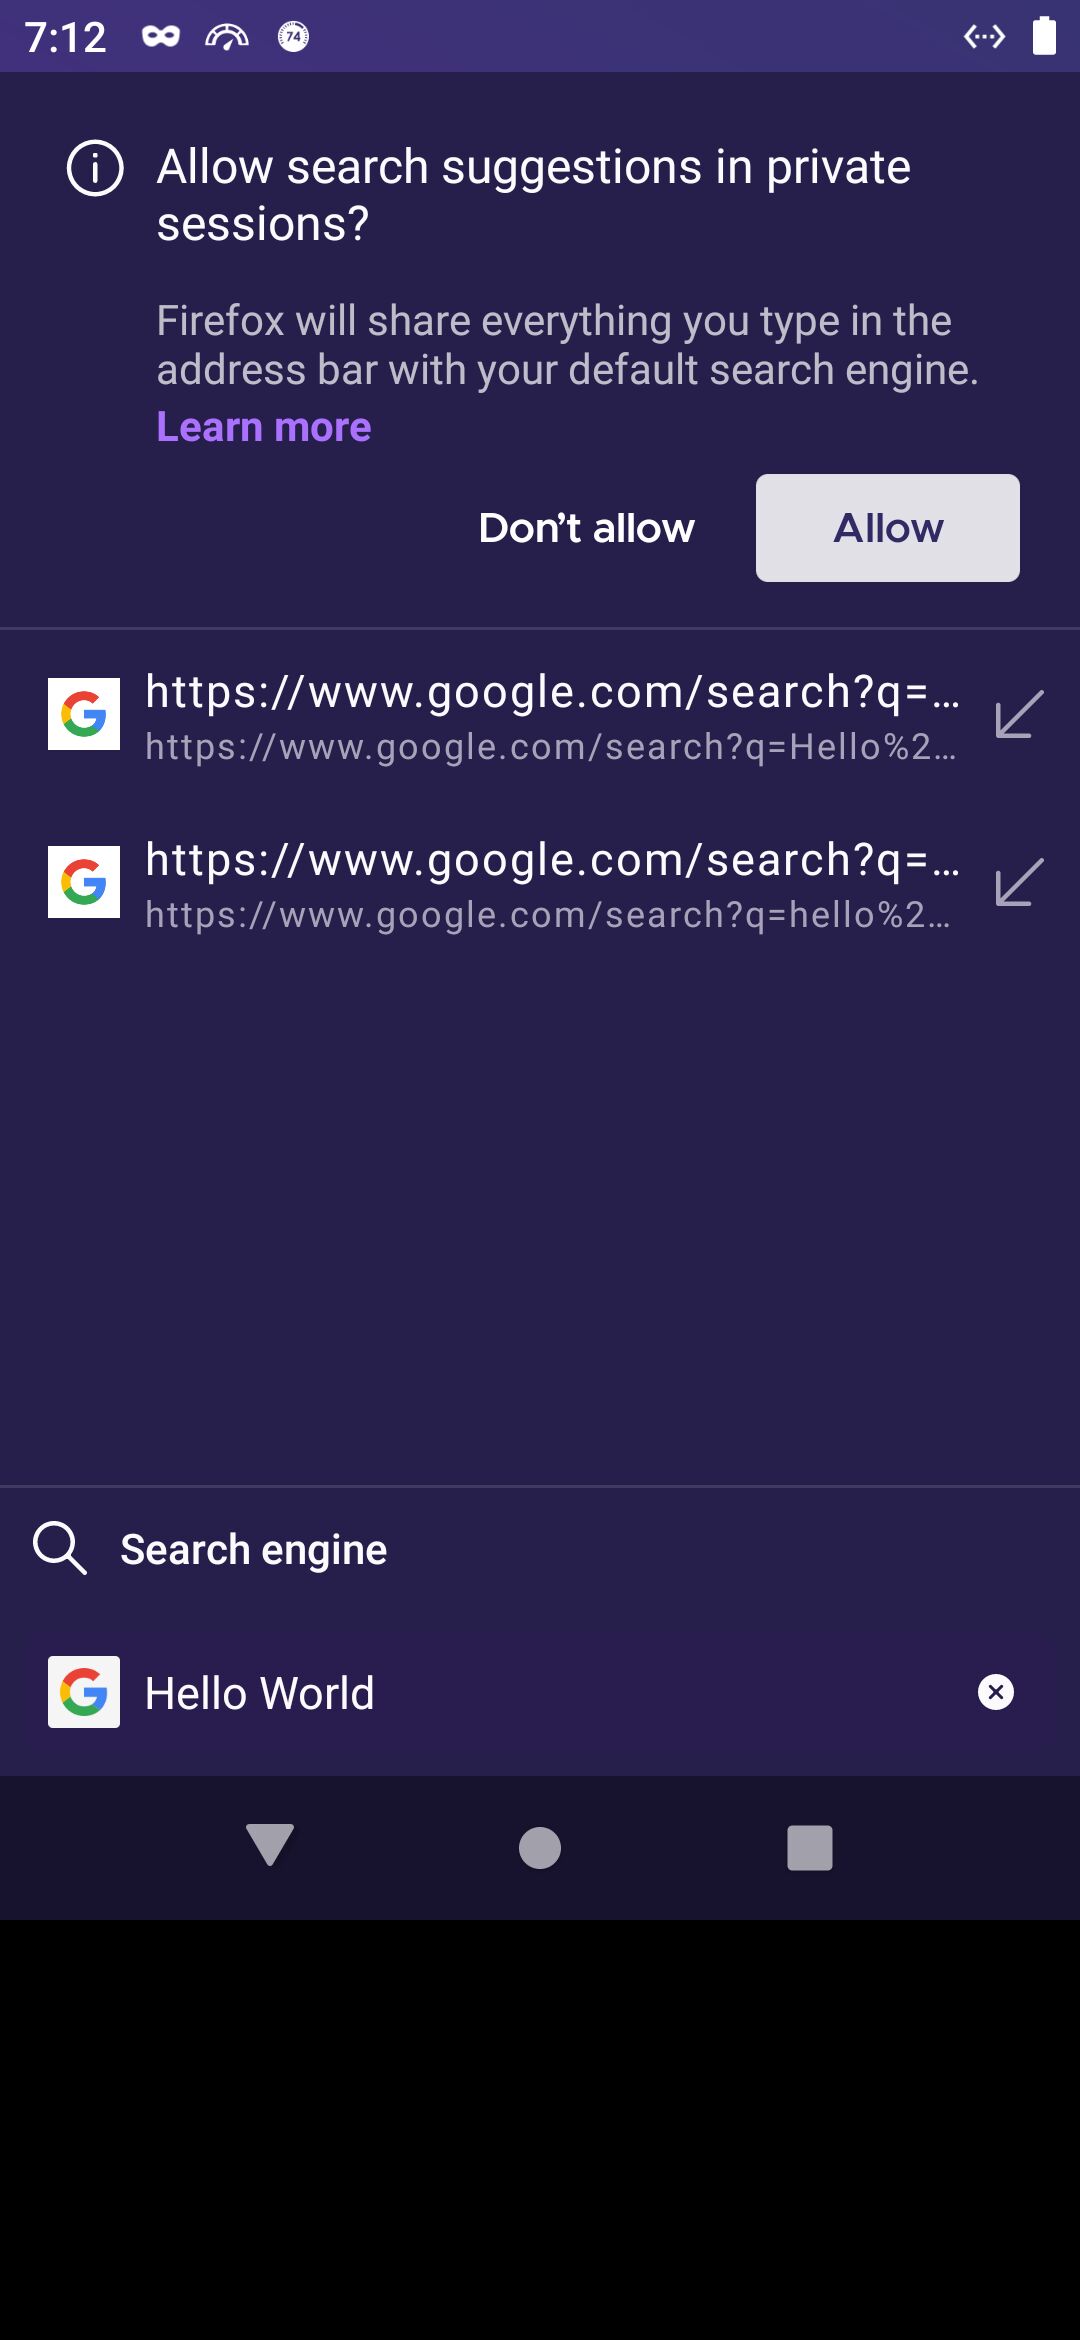 7:12
74
Allow search suggestions in private
sessions?
Firefox will share everything you type in the
address bar with your default search engine.
Learn more
Don’t allow
Allow
https://www.google.com/search?q=…
https://www.google.com/search?q=Hello%2…
https://www.google.com/search?q=…
https://www.google.com/search?q=hello%2…
Search engine
Hello World